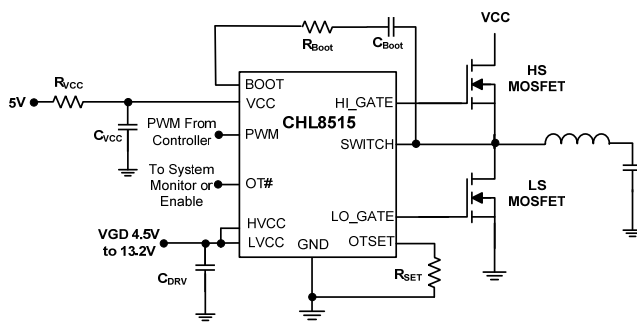 VCC
RBoot
CBoot
HS
MOSFET
BOOT
RVCC
5V
VCC
HI_GATE
CHL8515
CVCC
PWM From
Controller
PWM
SWITCH
To System
Monitor or
Enable
OT#
LS
MOSFET
HVCC
LO_GATE
VGD 4.5V
to 13.2V
LVCC
GND
OTSET
CDRV
RSET